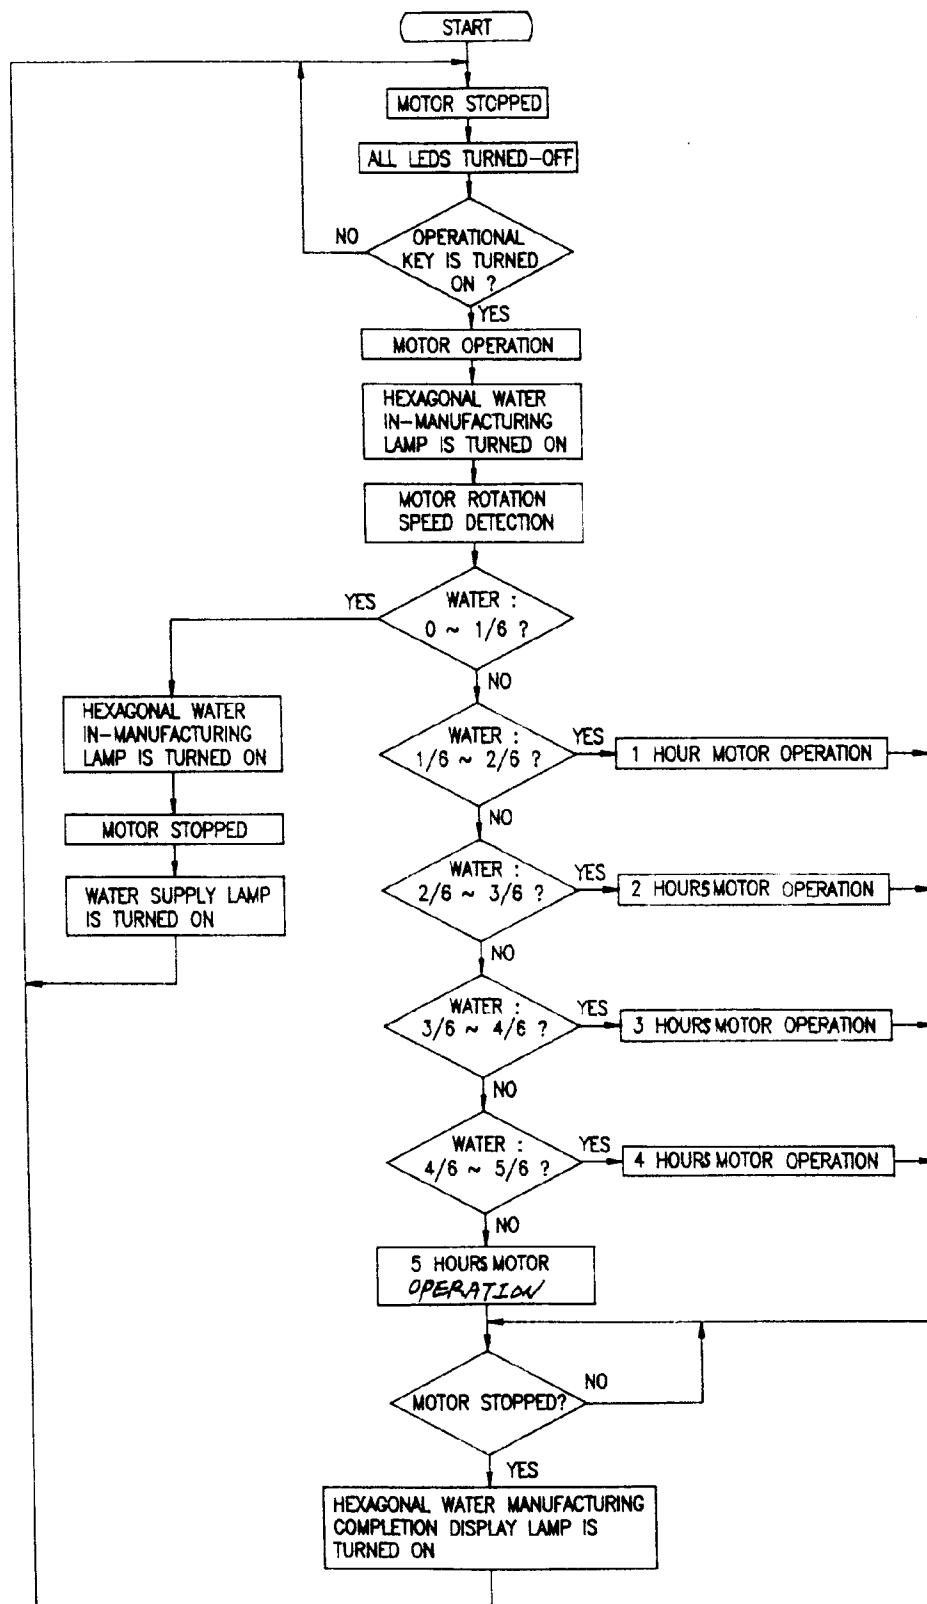 START
MOTOR STOPPED
ALL LEDS TURNED-OFF
NO
OPERATIONAL
KEY IS TURNED
ON ?
YES
MOTOR OPERATION
HEXAGONAL WATER
IN-MANUFACTURING
LAMP IS TURNED ON
MOTOR ROTATION
SPEED DETECTION
YES
WATER :
0 ~ 1/6 ?
NO
HEXAGONAL WATER
IN-MANUFACTURING
LAMP IS TURNED ON
MOTOR STOPPED
WATER SUPPLY LAMP
IS TURNED ON
WATER :
1/6 ~ 2/6 ?
YES
1 HOUR MOTOR OPERATION
NO
WATER :
2/6 ~ 3/6 ?
YES
2 HOURS MOTOR OPERATION
NO
WATER :
3/6 ~ 4/6 ?
YES
3 HOURS MOTOR OPERATION
NO
WATER :
4/6 ~ 5/6 ?
YES
4 HOURS MOTOR OPERATION
NO
5 HOURS MOTOR
OPERATION
MOTOR STOPPED?
NO
YES
HEXAGONAL WATER MANUFACTURING
COMPLETION DISPLAY LAMP IS
TURNED ON